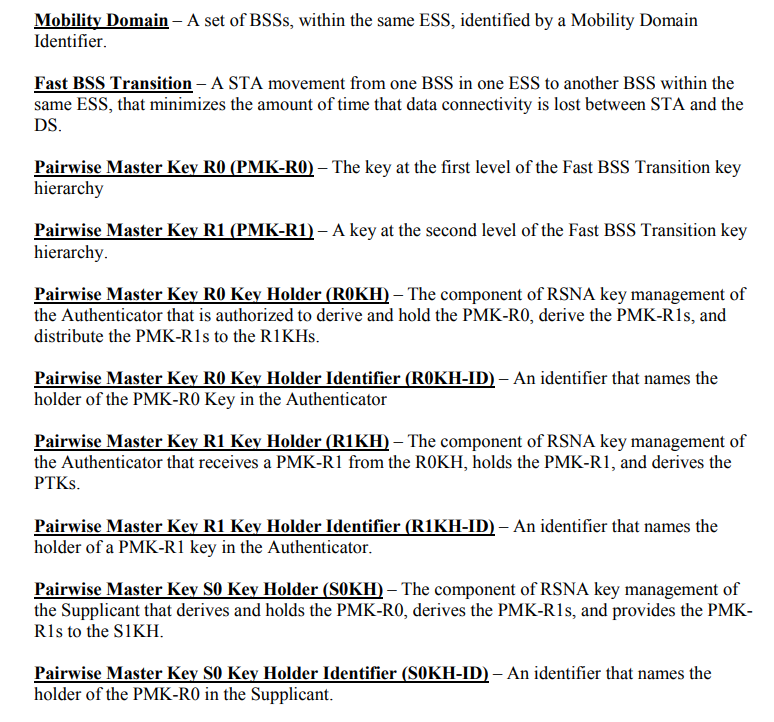 Mobility Domain – A set of BSSs, within the same ESS, identified by a Mobility Domain
Identifier.
Fast BSS Transition – A STA movement from one BSS in one ESS to another BSS within the
same ESS, that minimizes the amount of time that data connectivity is lost between STA and the
DS.
Pairwise Master Key R0 (PMK-R0) – The key at the first level of the Fast BSS Transition key
hierarchy
Pairwise Master Key R1 (PMK-R1) – A key at the second level of the Fast BSS Transition key
hierarchy.
Pairwise Master Key R0 Key Holder (R0KH) – The component of RSNA key management of
the Authenticator that is authorized to derive and hold the PMK-R0, derive the PMK-R1s, and
distribute the PMK-R1s to the R1KHs.
Pairwise Master Key R0 Key Holder Identifier (R0KH-ID) – An identifier that names the
holder of the PMK-R0 Key in the Authenticator
Pairwise Master Key R1 Key Holder (R1KH) – The component of RSNA key management of
the Authenticator that receives a PMK-R1 from the R0KH, holds the PMK-R1, and derives the
PTKs.
Pairwise Master Key R1 Key Holder Identifier (R1KH-ID) – An identifier that names the
holder of a PMK-R1 key in the Authenticator.
Pairwise Master Key S0 Key Holder (S0KH) – The component of RSNA key management of
the Supplicant that derives and holds the PMK-R0, derives the PMK-R1s, and provides the PMK-
R1s to the S1KH.
Pairwise Master Key S0 Key Holder Identifier (S0KH-ID) – An identifier that names the
holder of the PMK-R0 in the Supplicant.